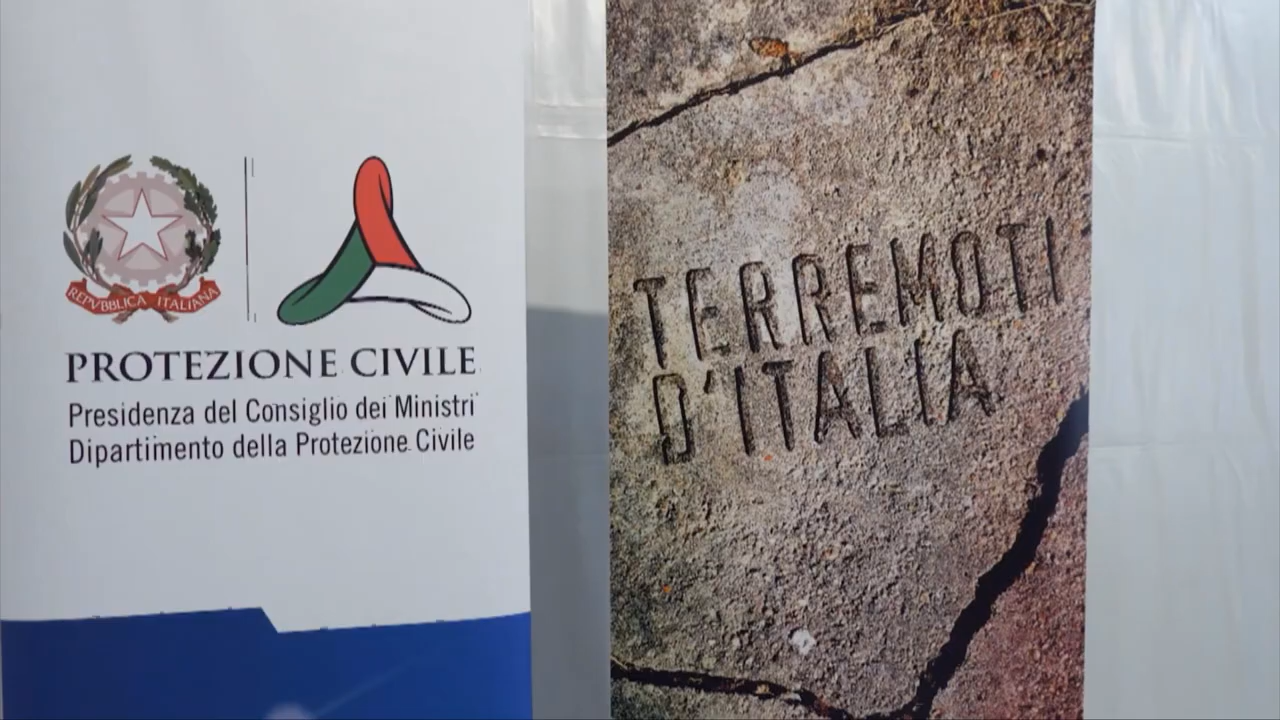 REPVBBLICA ITALIANA
PROTEZIONE CIVILE
Presidenza del Consiglio dei Ministri
Dipartimento della Protezione Civile
TERREMOTI
D'ITALIA